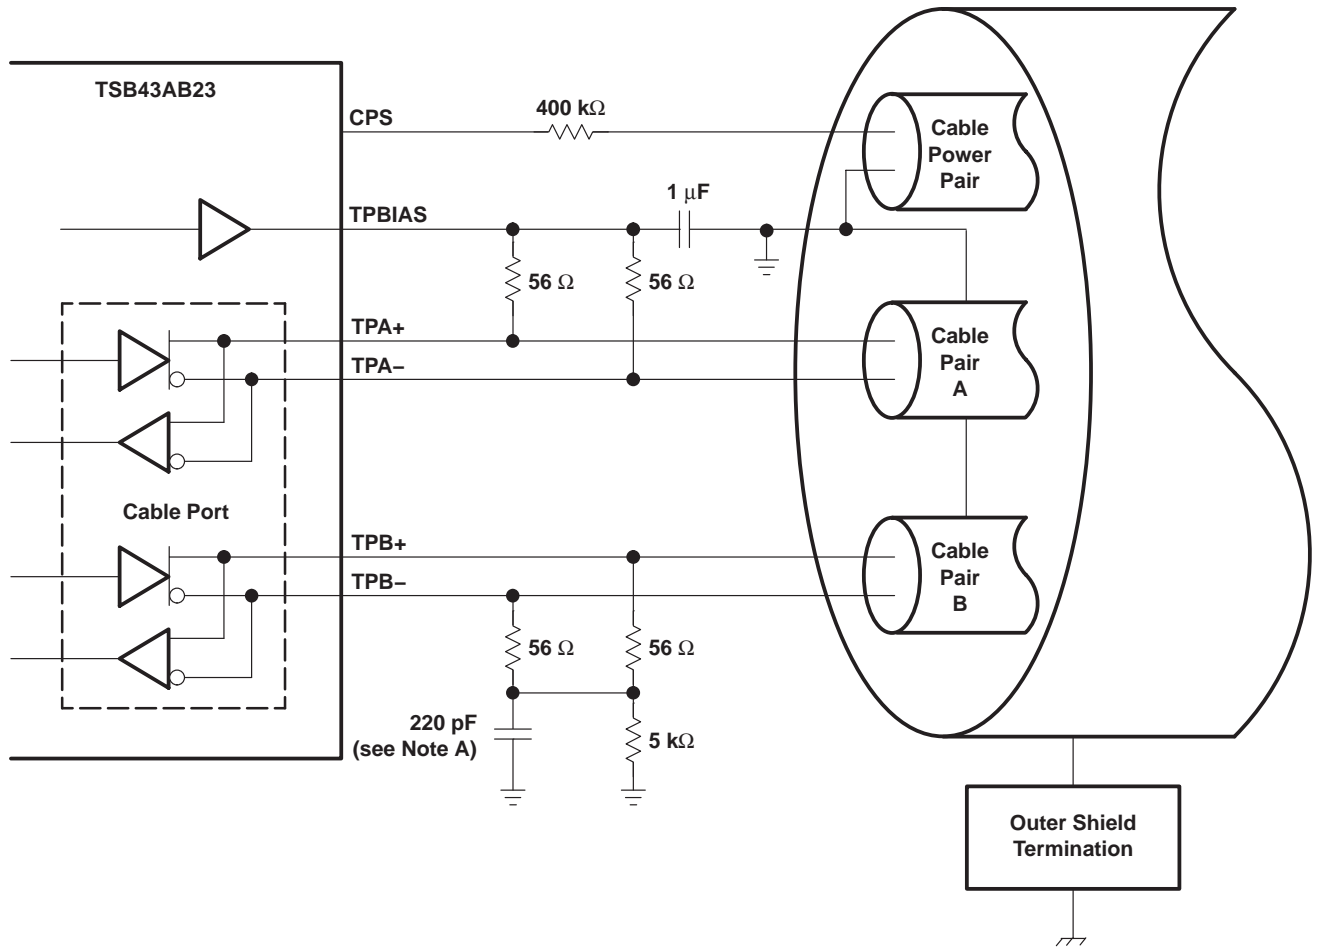 TSB43AB23
CPS
400 kΩ
Cable
Power
Pair
TPBIAS
1 μF
56 Ω
56 Ω
TPA+
TPA−
Cable
Pair
A
Cable Port
TPB+
TPB−
Cable
Pair
B
56 Ω
56 Ω
220 pF
(see Note A)
5 kΩ
Outer Shield
Termination